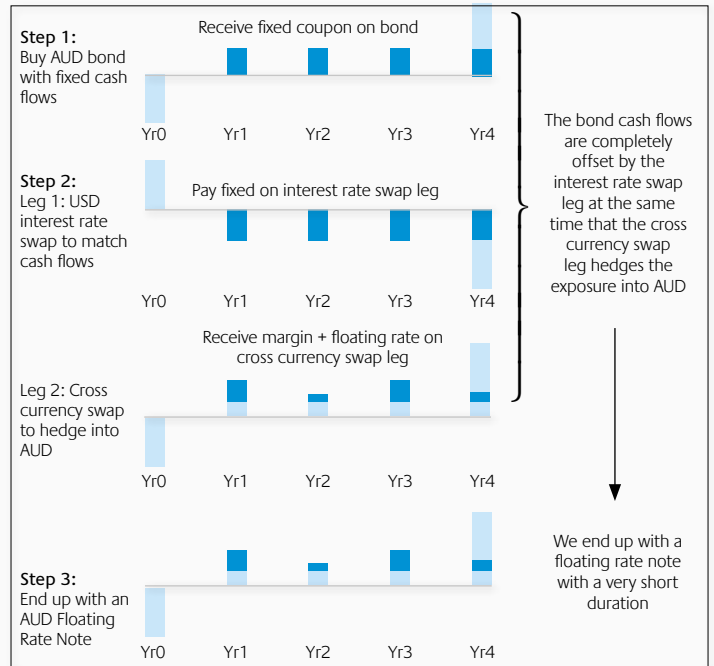 Step 1:
Buy AUD bond
with fixed cash
flows
Receive fixed coupon on bond
Yr0 Yr1 Yr2 Yr3 Yr4
Step 2:
Leg 1: USD
interest rate
swap to match
cash flows
Pay fixed on interest rate swap leg
Yr0 Yr1 Yr2 Yr3 Yr4
Receive margin + floating rate on
cross currency swap leg
Leg 2: Cross
currency swap
to hedge into
AUD
Yr0 Yr1 Yr2 Yr3 Yr4
Step 3:
End up with an
AUD Floating
Rate Note
Yr0 Yr1 Yr2 Yr3 Yr4
The bond cash flows
are completely
offset by the
interest rate swap
leg at the same
time that the cross
currency swap
leg hedges the
exposure into AUD
We end up with a
floating rate note
with a very short
duration